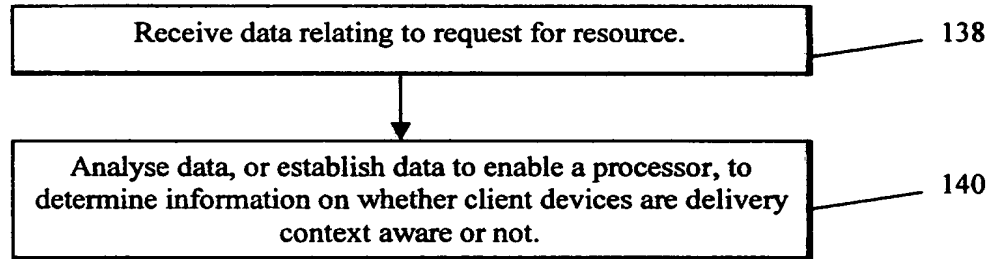 Receive data relating to request for resource.
138
Analyse data, or establish data to enable a processor, to
determine information on whether client devices are delivery
context aware or not.
140